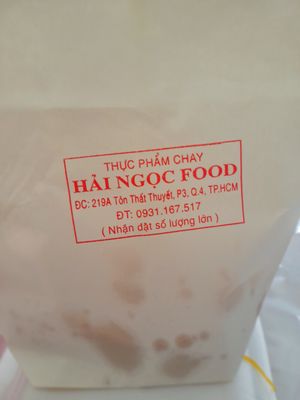 THỰC PHẨM CHAY
HẢI NGỌC FOOD
ĐC: 219A Tôn Thất Thuyết, P3, Q.4, TP.HCM
ĐT: 0931.167.517
( Nhận đặt số lượng lớn )